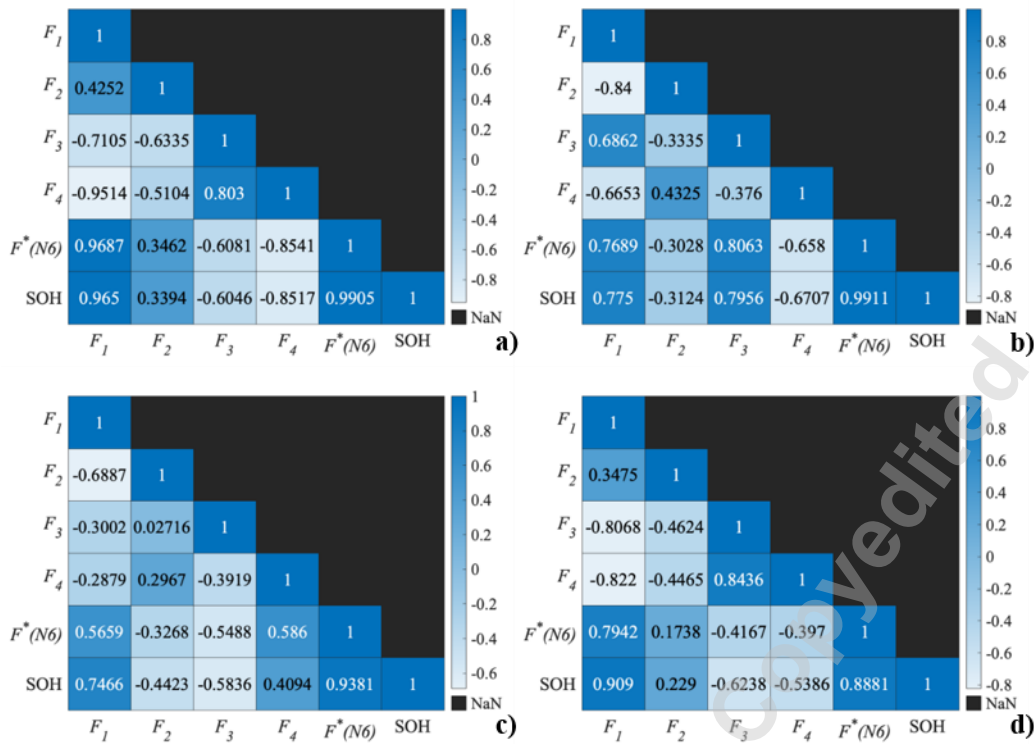 F1 1 0.8
F2 0.4252 1 0.6
0.4
F3 -0.7105 -0.6335 1 0.2
0
F4 -0.9514 -0.5104 0.803 1 -0.2
-0.4
F*(N6) 0.9687 0.3462 -0.6081 -0.8541 1 -0.6
SOH 0.965 0.3394 -0.6046 -0.8517 0.9905 1 -0.8
NaN
F1 F2 F3 F4 F*(N6) SOH a)
F1 1 0.8
F2 -0.84 1 0.6
0.4
F3 0.6862 -0.3335 1 0.2
0
F4 -0.6653 0.4325 -0.376 1 -0.2
F*(N6) 0.7689 -0.3028 0.8063 -0.658 1 -0.4
-0.6
SOH 0.775 -0.3124 0.7956 -0.6707 0.9911 1 -0.8
NaN
F1 F2 F3 F4 F*(N6) SOH b)
1
F1 1 0.8
F2 -0.6887 1 0.6
0.4
F3 -0.3002 0.02716 1 0.2
F4 -0.2879 0.2967 -0.3919 1 0
-0.2
F*(N6) 0.5659 -0.3268 -0.5488 0.586 1 -0.4
SOH 0.7466 -0.4423 -0.5836 0.4094 0.9381 1 -0.6
NaN
F1 F2 F3 F4 F*(N6) SOH c)
F1 1 0.8
F2 0.3475 1 0.6
0.4
F3 -0.8068 -0.4624 1 0.2
F4 -0.822 -0.4465 0.8436 1 0
-0.2
F*(N6) 0.7942 0.1738 -0.4167 -0.397 1 -0.4
SOH 0.909 0.229 -0.6238 -0.5386 0.8881 1 -0.6
-0.8
NaN
F1 F2 F3 F4 F*(N6) SOH d)
Copyedited